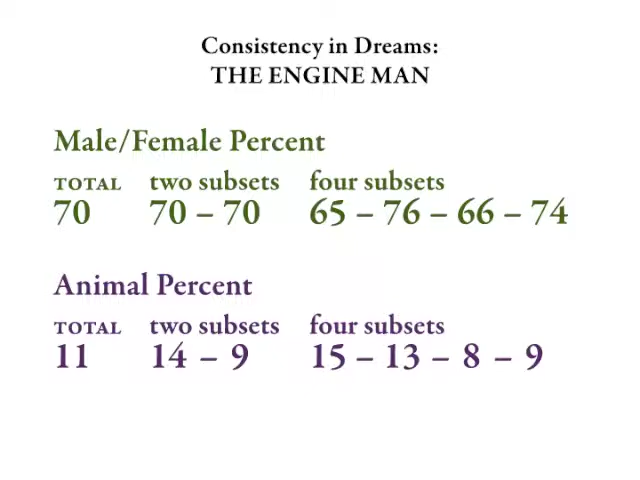 Consistency in Dreams:
THE ENGINE MAN
Male/Female Percent
TOTAL two subsets four subsets
70 70 – 70 65 – 76 – 66 – 74
Animal Percent
TOTAL two subsets four subsets
11 14 – 9 15 – 13 – 8 – 9